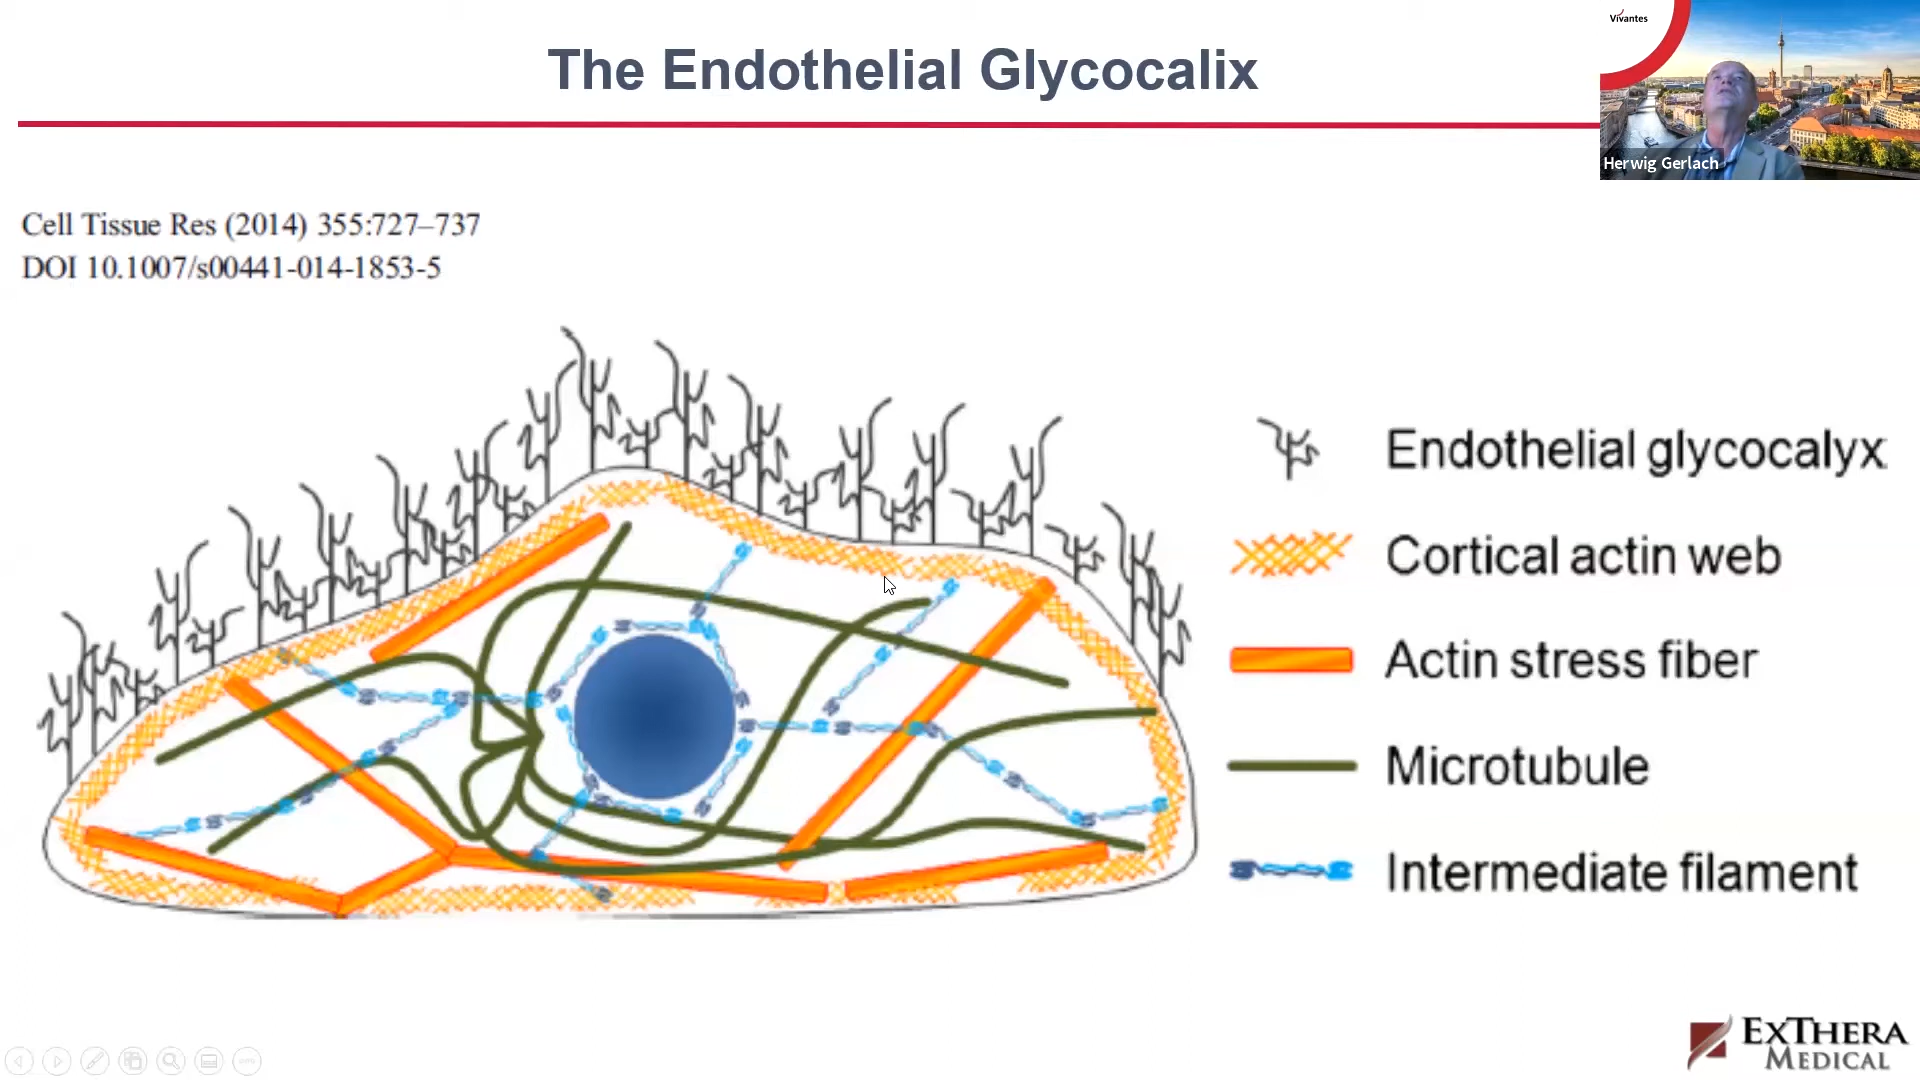 The Endothelial Glycocalix
Vivantes
Herwig Gerlach
Cell Tissue Res (2014) 355:727–737
DOI 10.1007/s00441-014-1853-5
Endothelial glycocalyx
Cortical actin web
Actin stress fiber
Microtubule
Intermediate filament
EXTHERA
MEDICAL